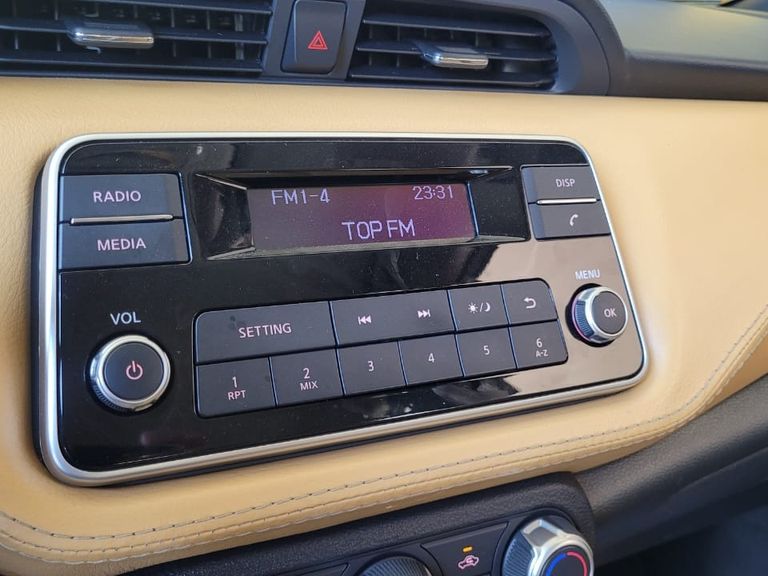 FM1-4 23:31
TOP FM
RADIO
MEDIA
DISP
VOL
MENU
OK
SETTING
1
RPT
2
MIX
3
4
5
6
A-Z